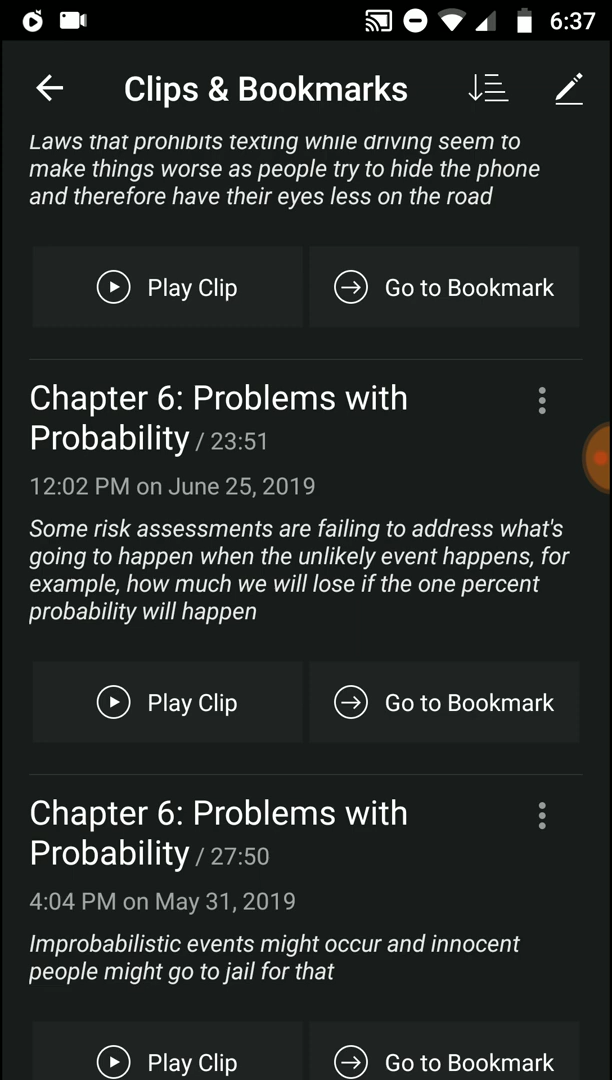 6:37
Clips & Bookmarks
Laws that prohibits texting while driving seem to
make things worse as people try to hide the phone
and therefore have their eyes less on the road
Play Clip
Go to Bookmark
Chapter 6: Problems with
Probability / 23:51
12:02 PM on June 25, 2019
Some risk assessments are failing to address what's
going to happen when the unlikely event happens, for
example, how much we will lose if the one percent
probability will happen
Play Clip
Go to Bookmark
Chapter 6: Problems with
Probability / 27:50
4:04 PM on May 31, 2019
Improbabilistic events might occur and innocent
people might go to jail for that
Play Clip
Go to Bookmark